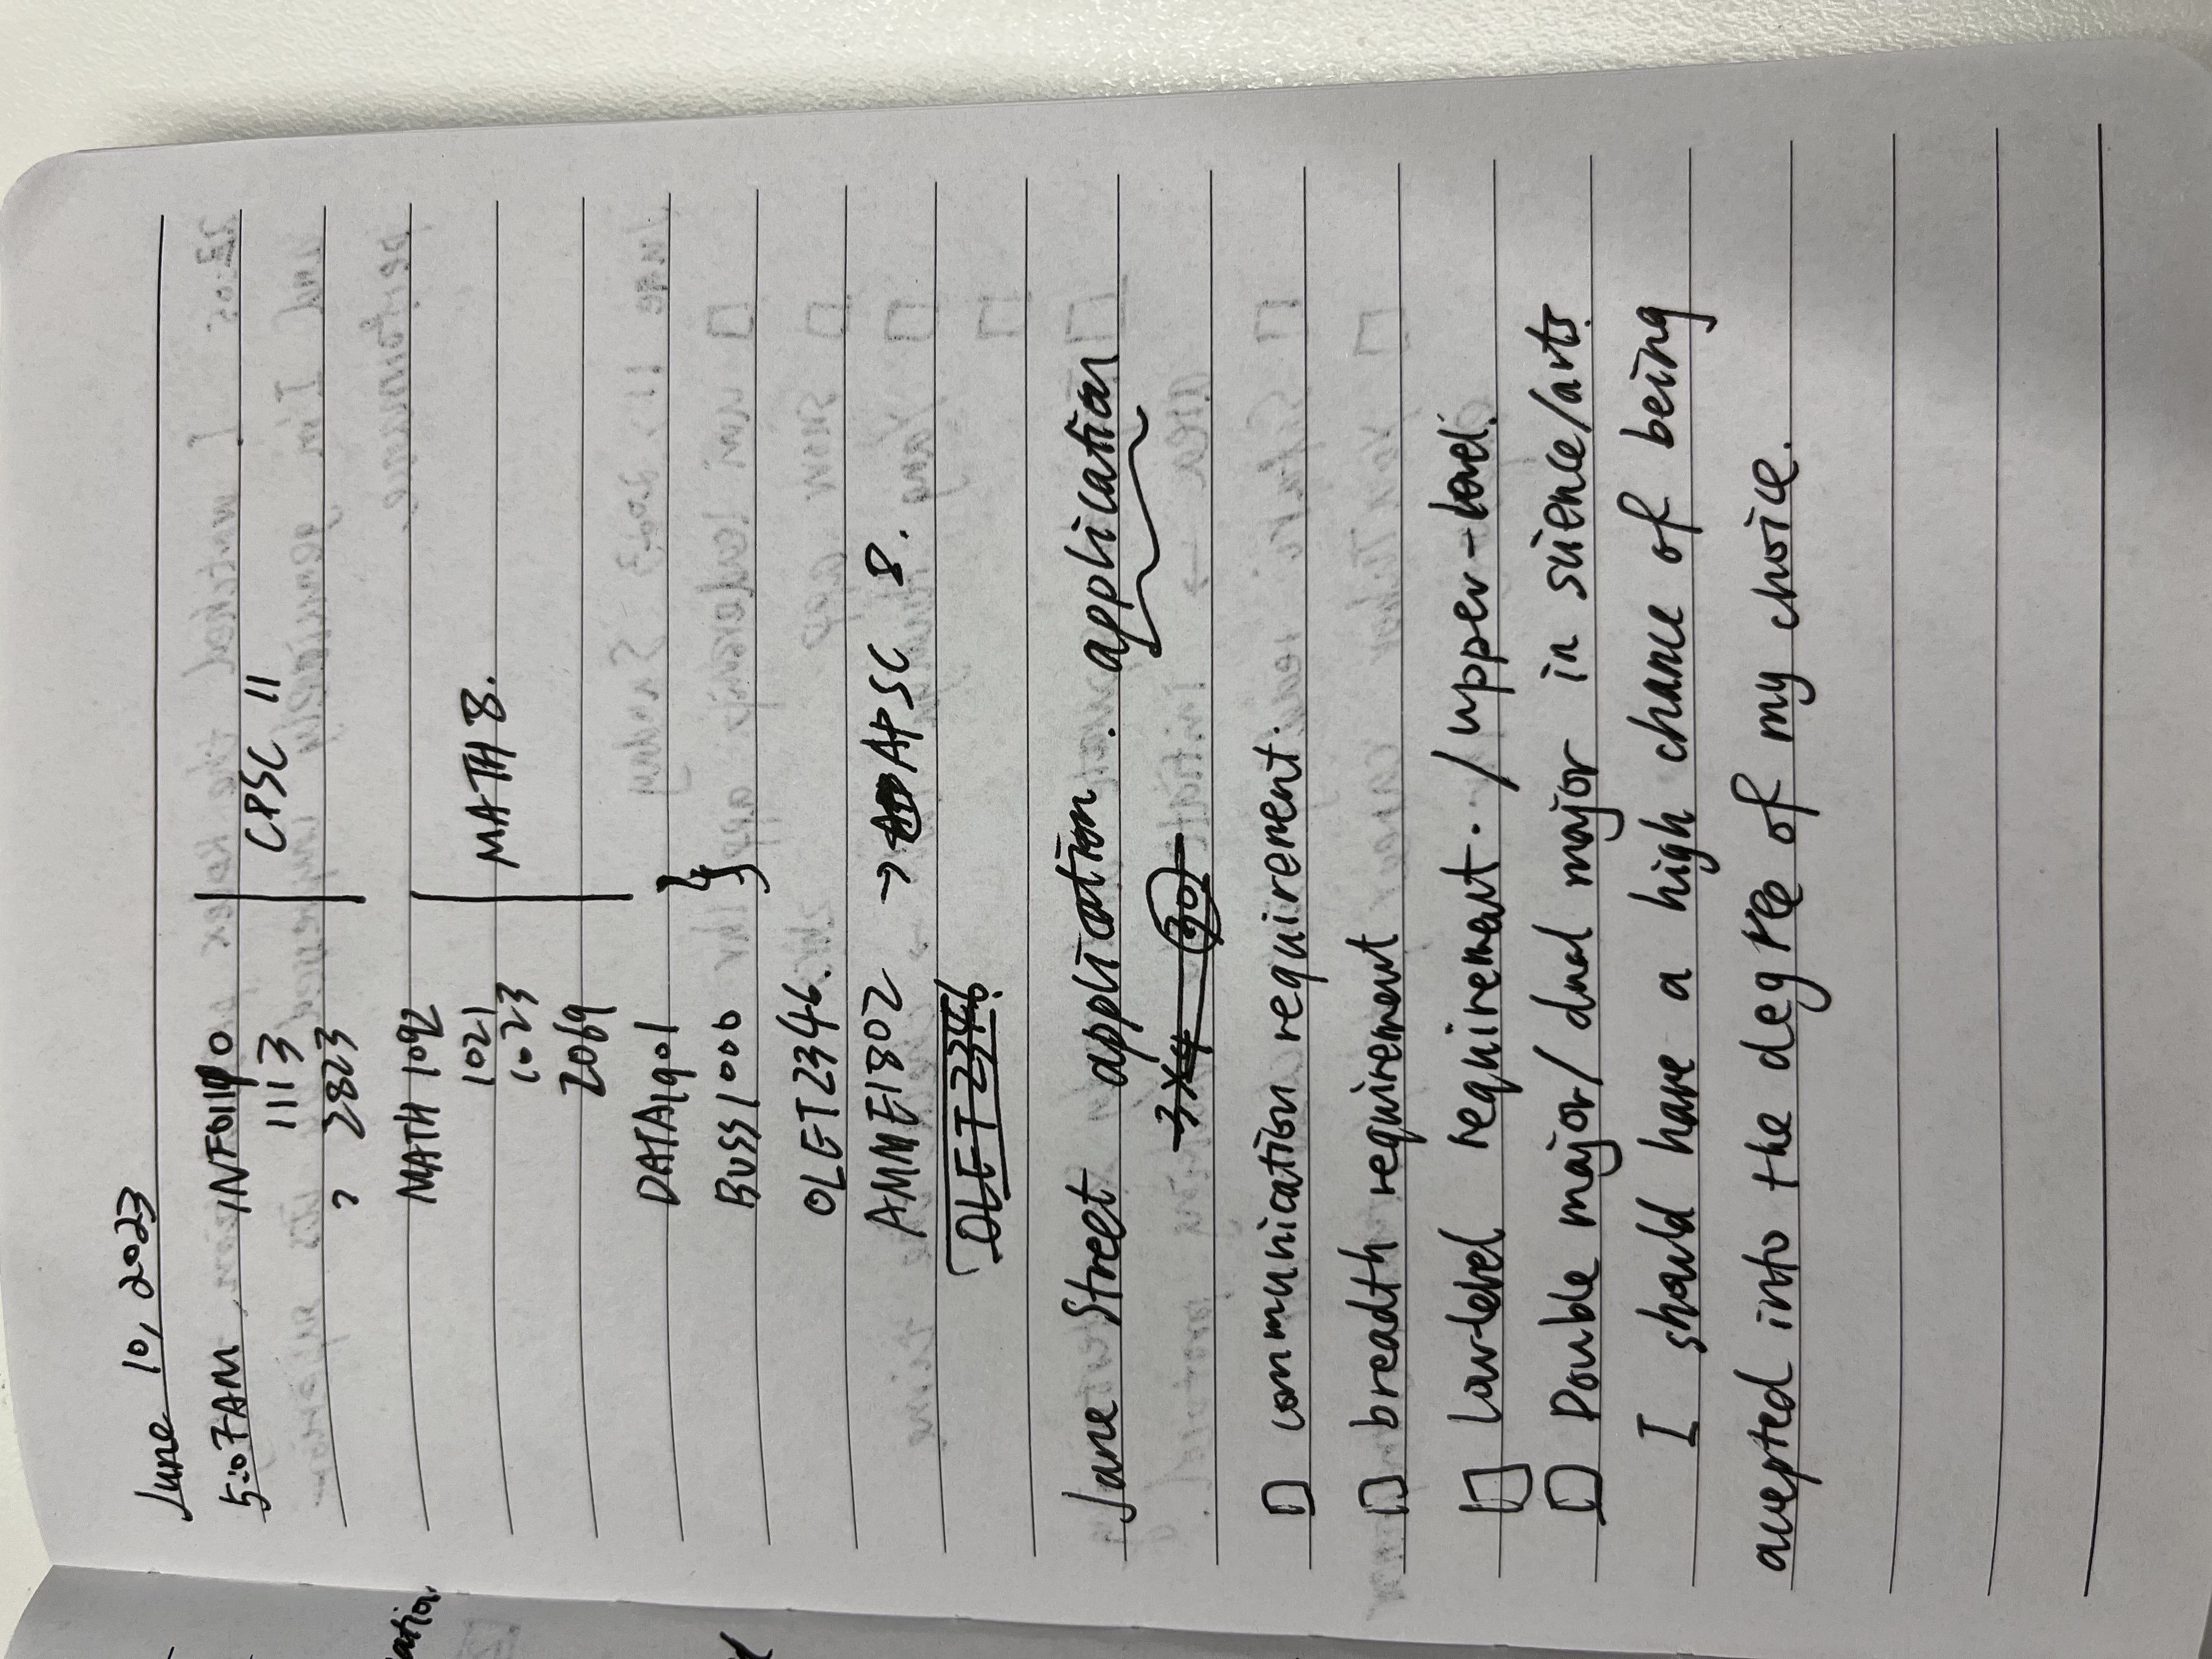 June 10, 2023
5:07AM INFO1110 CPSC 11
1113
? 2823
MATH 1092
1021 MATH 8.
1023
2069
DATA1901
BUSS1000
OLET2346.
AMME1802 → APSC 8.
OLET2346
Jane Street application. application
3×4 30
communication requirement.
breadth requirement
Low-level requirement. / upper-level.
Double major/ dual major in science/arts.
I should have a high chance of being
accepted into the degree of my choice.